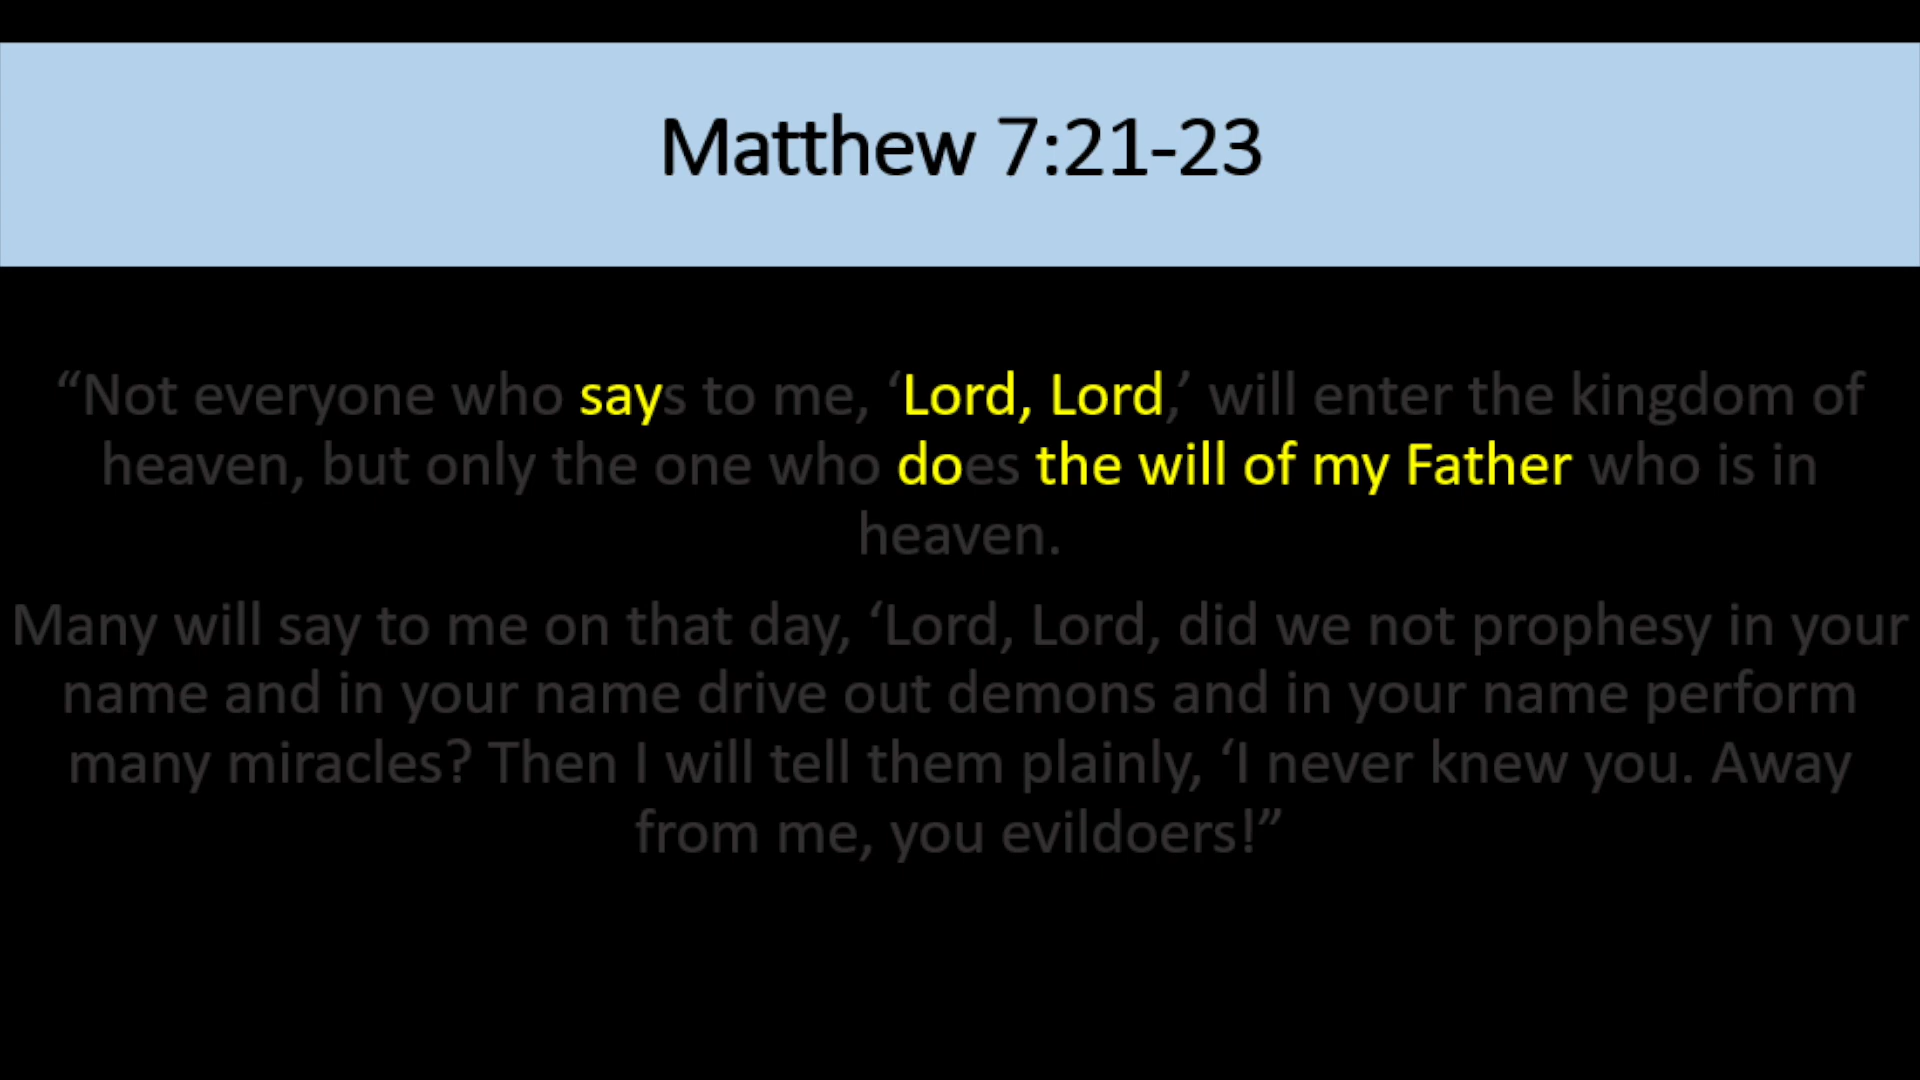 Matthew 7:21-23
“Not everyone who says to me, ‘Lord, Lord,’ will enter the kingdom of
heaven, but only the one who does the will of my Father who is in
heaven.
Many will say to me on that day, ‘Lord, Lord, did we not prophesy in your
name and in your name drive out demons and in your name perform
many miracles? Then I will tell them plainly, ‘I never knew you. Away
from me, you evildoers!”